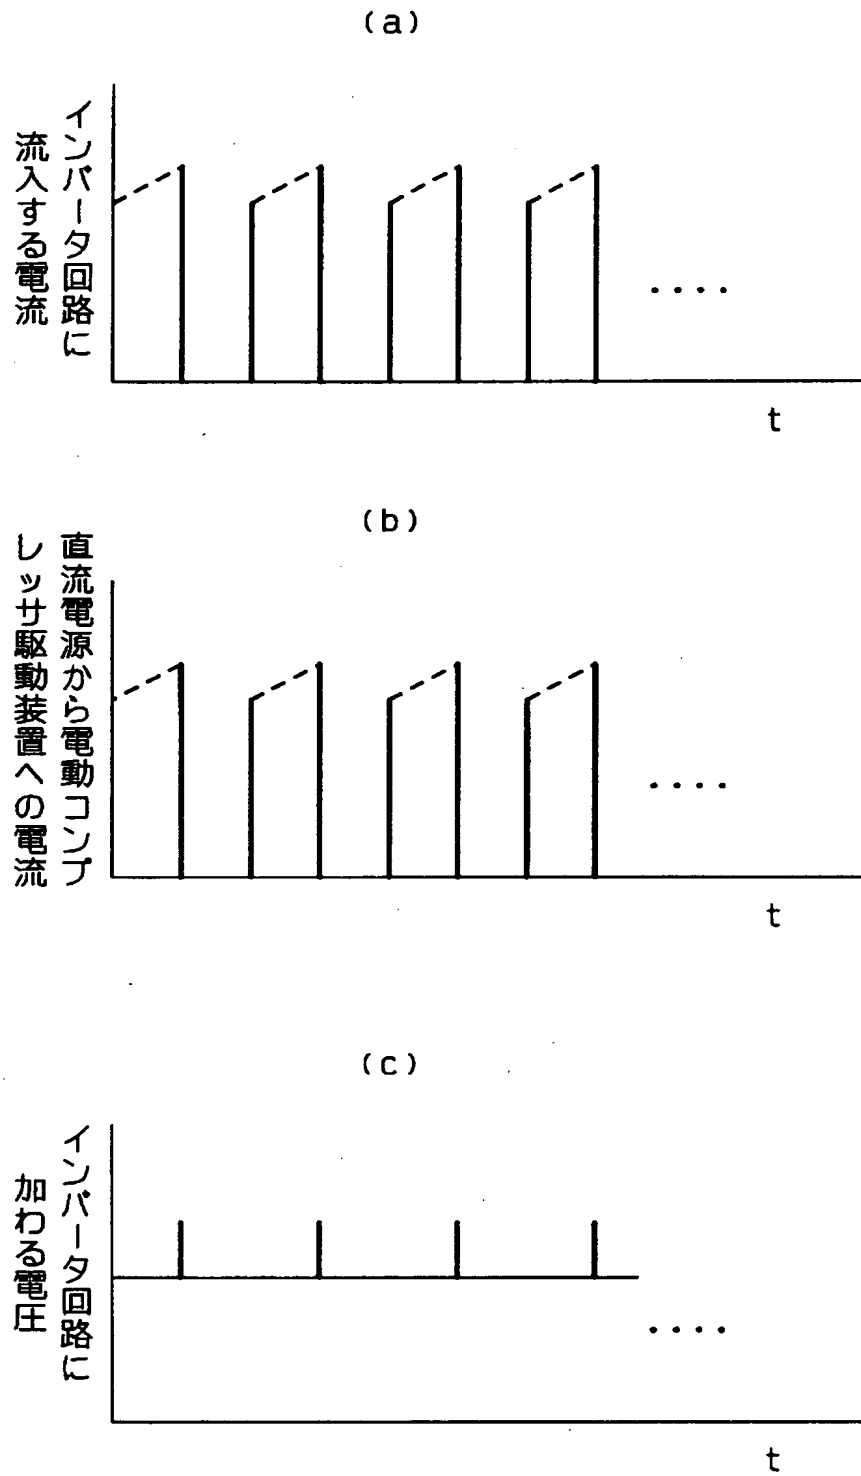 (a)
インバータ回路に
流入する電流
t
(b)
直流電源から電動コンプ
レッサ駆動装置への電流
t
(c)
インバータ回路に
加わる電圧
t